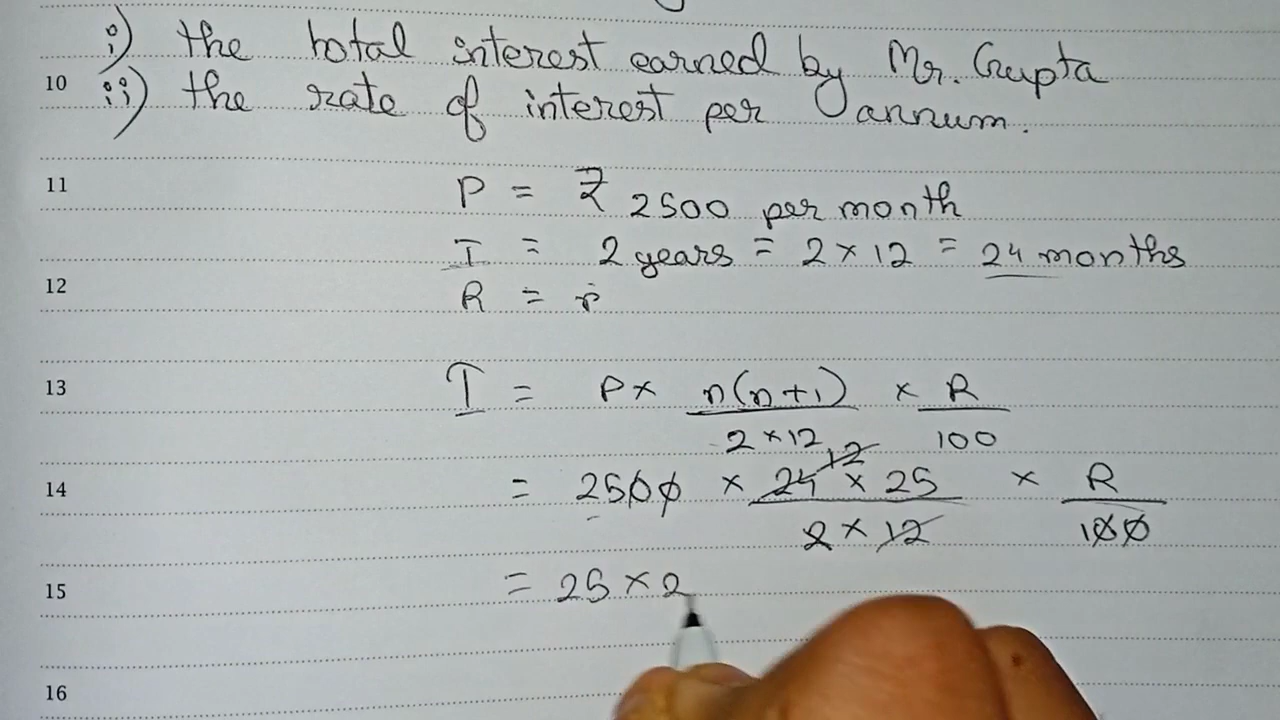 i) the total interest earned by Mr. Gupta
10 ii) the rate of interest per annum.
11 P = ₹ 2500 per month
I = 2 years = 2 × 12 = 24 months
12 R = r
13 I = P × n(n+1) / 2 × 12 × R / 100
14 = 2500 × 24 12 × 25 / 2 × 12 × R / 100
15 = 25 × 2
16